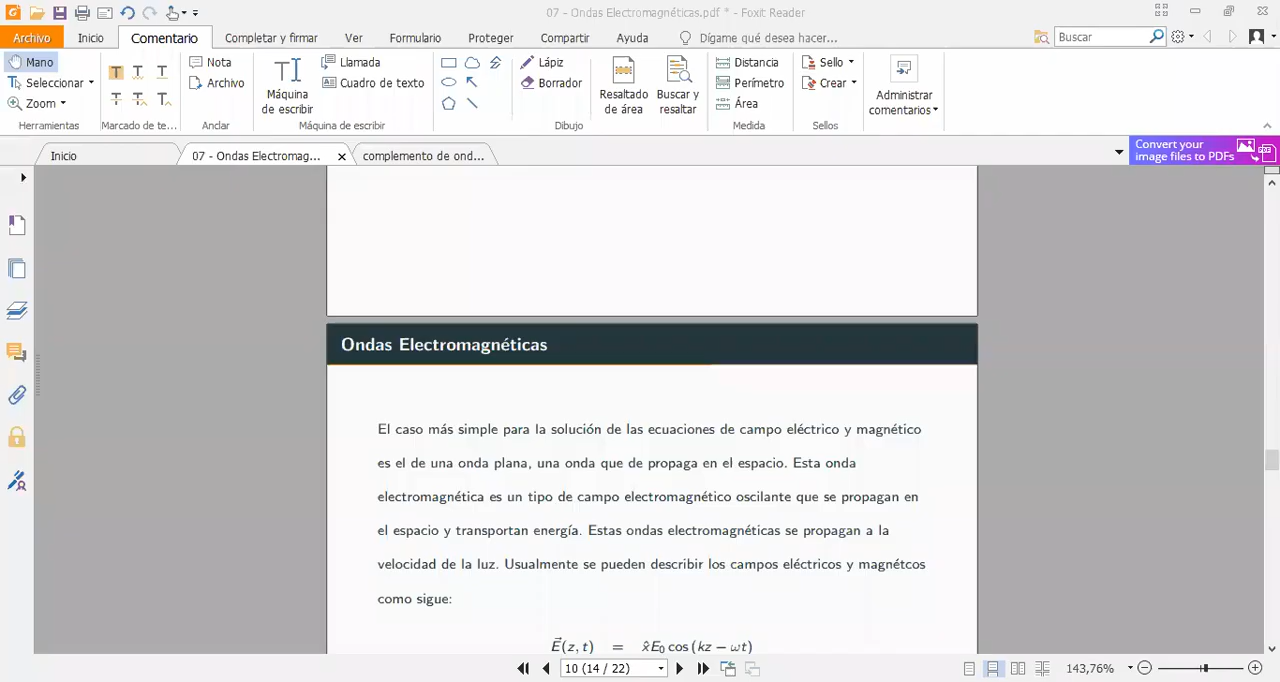 07 - Ondas Electromagnéticas.pdf * - Foxit Reader
Archivo Inicio Comentario Completar y firmar Ver Formulario Proteger Compartir Ayuda Dígame qué desea hacer... Buscar
Mano
Seleccionar
Zoom
Herramientas
T T T
T T T
Marcado de te...
Nota
Archivo
Andar
Máquina
de escribir
Llamada
Cuadro de texto
Máquina de escribir
Lápiz
Borrador
Dibujo
Resaltado
de área
Buscar y
resaltar
Distancia
Perímetro
Área
Medida
Sello
Crear
Sellos
Administrar
comentarios
Inicio 07 - Ondas Electromag... complemento de ond...
Convert your
image files to PDFs
PDF
Ondas Electromagnéticas
El caso más simple para la solución de las ecuaciones de campo eléctrico y magnético
es el de una onda plana, una onda que de propaga en el espacio. Esta onda
electromagnética es un tipo de campo electromagnético oscilante que se propagan en
el espacio y transportan energía. Estas ondas electromagnéticas se propagan a la
velocidad de la luz. Usualmente se pueden describir los campos eléctricos y magnétcos
como sigue:
E⃗(z, t) = x̂E₀ cos (kz − ωt)
10 (14 / 22)
143,76%